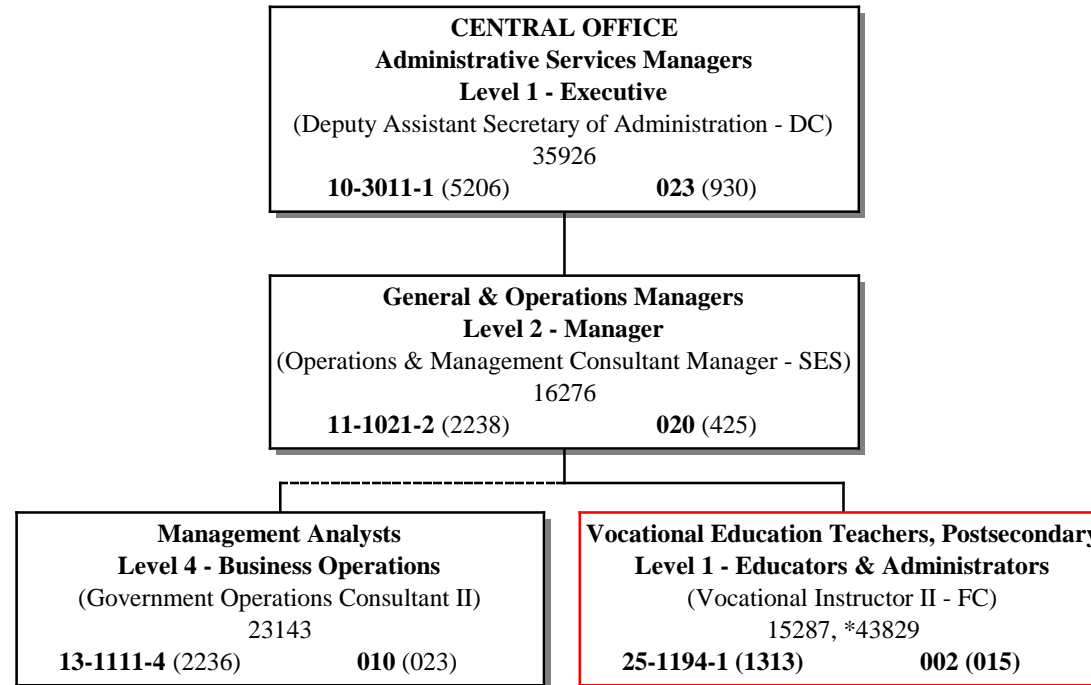 CENTRAL OFFICE
Administrative Services Managers
Level 1 - Executive
(Deputy Assistant Secretary of Administration - DC)
35926
10-3011-1 (5206) 023 (930)
General & Operations Managers
Level 2 - Manager
(Operations & Management Consultant Manager - SES)
16276
11-1021-2 (2238) 020 (425)
Management Analysts
Level 4 - Business Operations
(Government Operations Consultant II)
23143
13-1111-4 (2236) 010 (023)
Vocational Education Teachers, Postsecondary
Level 1 - Educators & Administrators
(Vocational Instructor II - FC)
15287, *43829
25-1194-1 (1313) 002 (015)